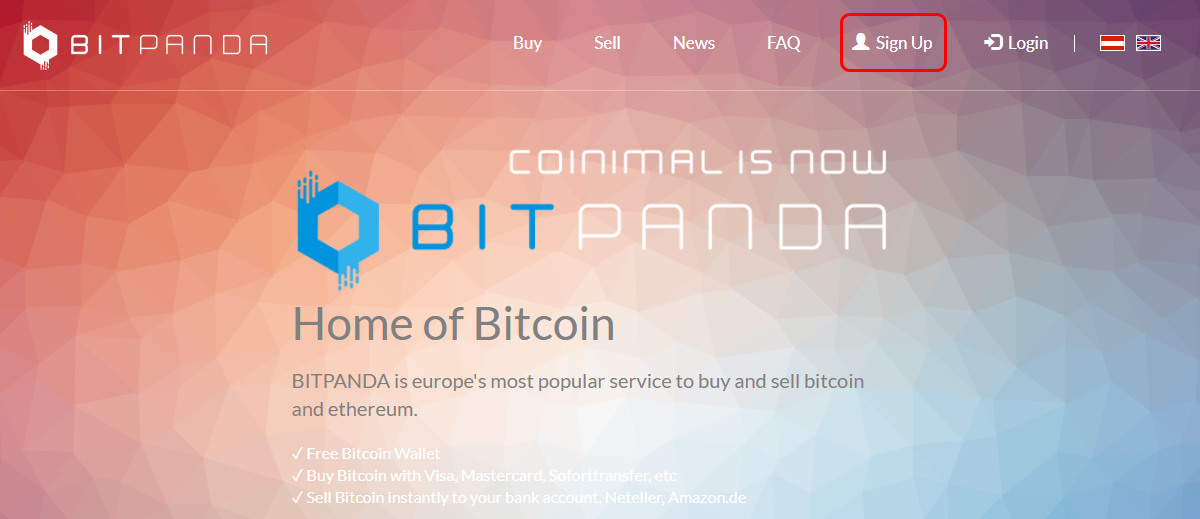 BITPANDA Buy Sell News FAQ Sign Up Login
COINIMAL IS NOW
BITPANDA
Home of Bitcoin
BITPANDA is europe's most popular service to buy and sell bitcoin
and ethereum.
✓ Free Bitcoin Wallet
✓ Buy Bitcoin with Visa, Mastercard, Soforttransfer, etc
✓ Sell Bitcoin instantly to your bank account, Neteller, Amazon.de